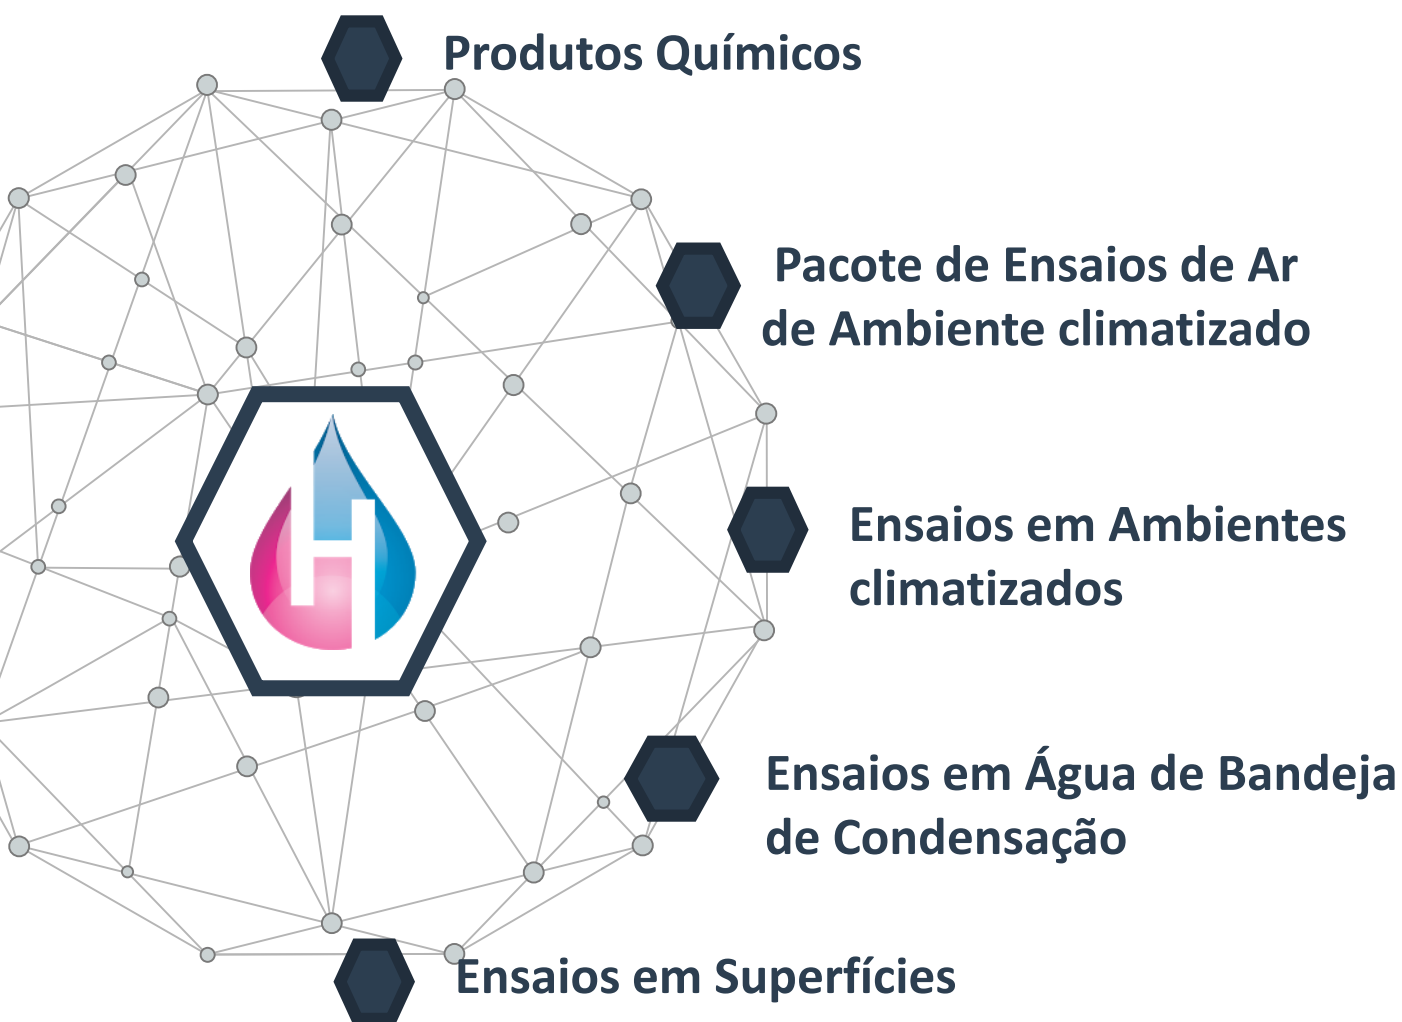 Produtos Químicos
Pacote de Ensaios de Ar
de Ambiente climatizado
H
Ensaios em Ambientes
climatizados
Ensaios em Água de Bandeja
de Condensação
Ensaios em Superfícies